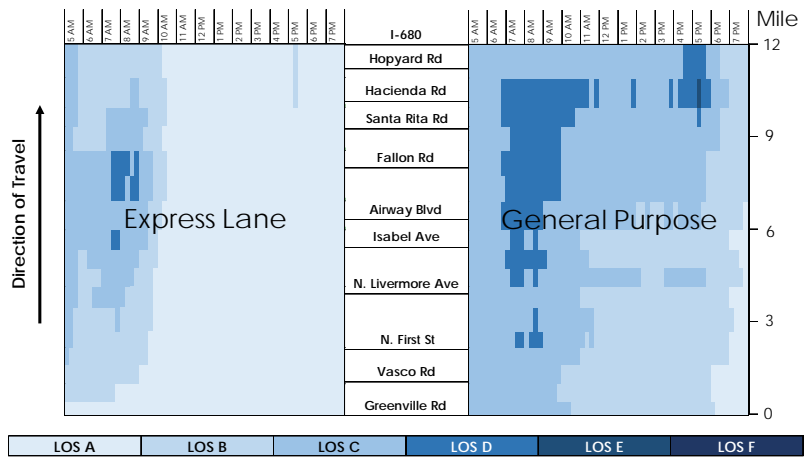 5 AM 6 AM 7 AM 8 AM 9 AM 10 AM 11 AM 12 PM 1 PM 2 PM 3 PM 4 PM 5 PM 6 PM 7 PM
I-680
5 AM 6 AM 7 AM 8 AM 9 AM 10 AM 11 AM 12 PM 1 PM 2 PM 3 PM 4 PM 5 PM 6 PM 7 PM
Mile
12
Hopyard Rd
Hacienda Rd
Santa Rita Rd
9
Fallon Rd
Direction of Travel
Express Lane
Airway Blvd
General Purpose
6
Isabel Ave
N. Livermore Ave
3
N. First St
Vasco Rd
Greenville Rd
0
LOS A LOS B LOS C LOS D LOS E LOS F